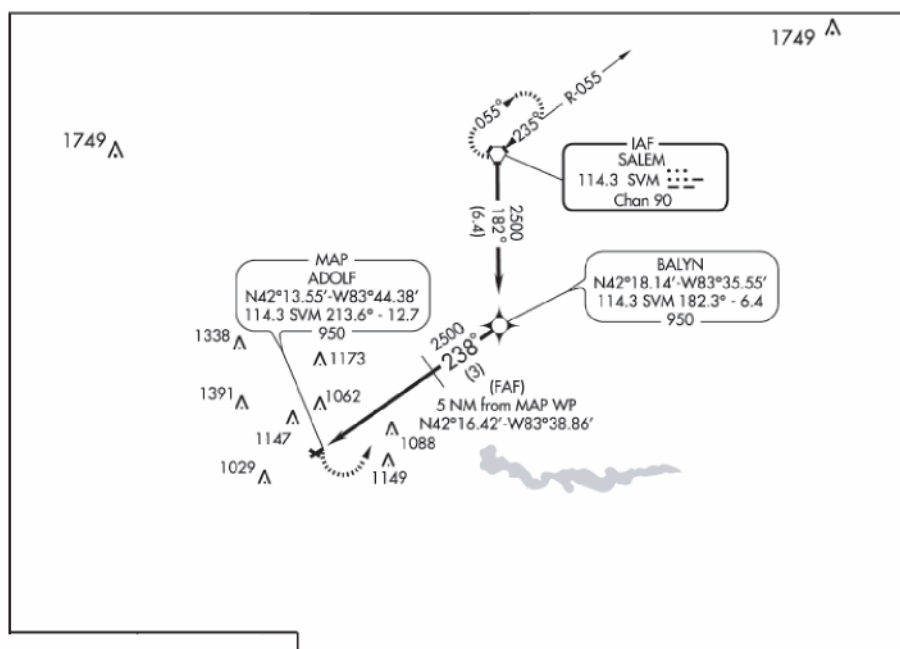 1749
1749
055°
235°
R-055
IAF
SALEM
114.3 SVM
Chan 90
2500
182°
(6.4)
MAP
ADOLF
N42°13.55'-W83°44.38'
114.3 SVM 213.6° - 12.7
950
BALYN
N42°18.14'-W83°35.55'
114.3 SVM 182.3° - 6.4
950
1338
1173
2500
238°
(3)
(FAF)
5 NM from MAP WP
N42°16.42'-W83°38.86'
1391
1062
1147
1088
1029
1149